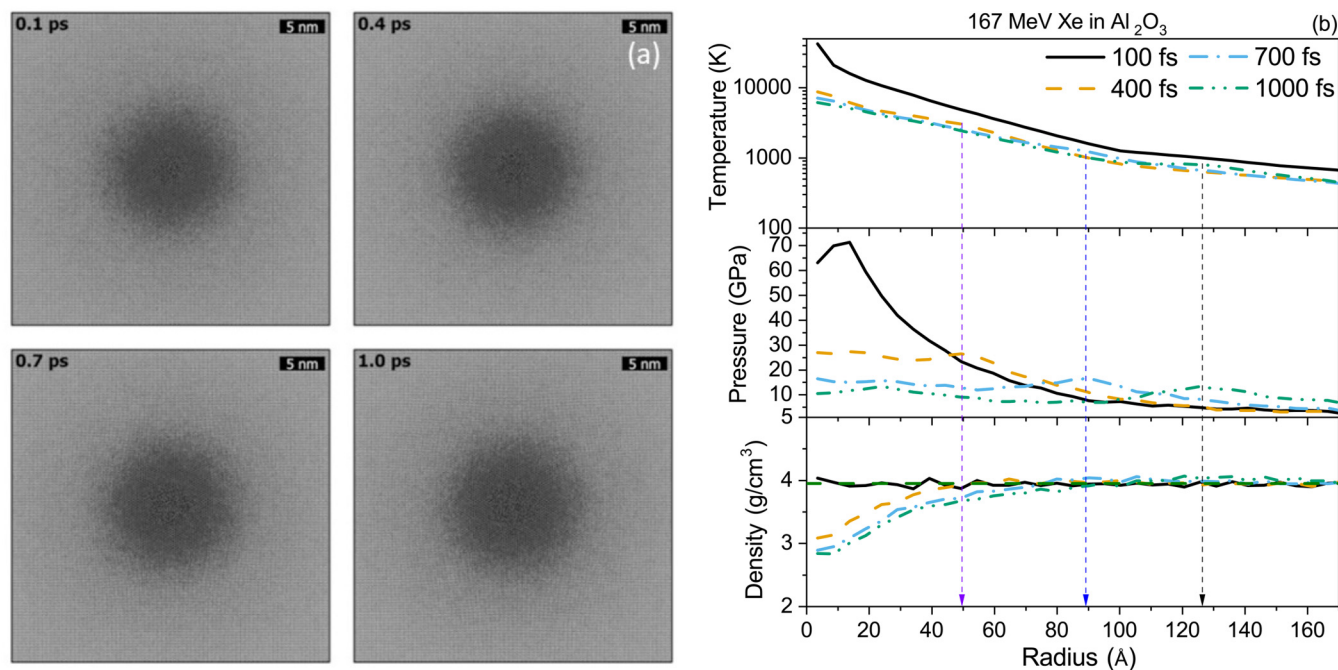 0.1 ps
5 nm
(a)
0.4 ps
5 nm
0.7 ps
5 nm
1.0 ps
5 nm
167 MeV Xe in Al₂O₃
(b)
100 fs
700 fs
400 fs
1000 fs
Temperature (K)
10000
1000
100
Pressure (GPa)
70
60
50
40
30
25
20
10
5
Density (g/cm³)
4
3
2
0 20 40 60 80 100 120 140 160
Radius (Å)